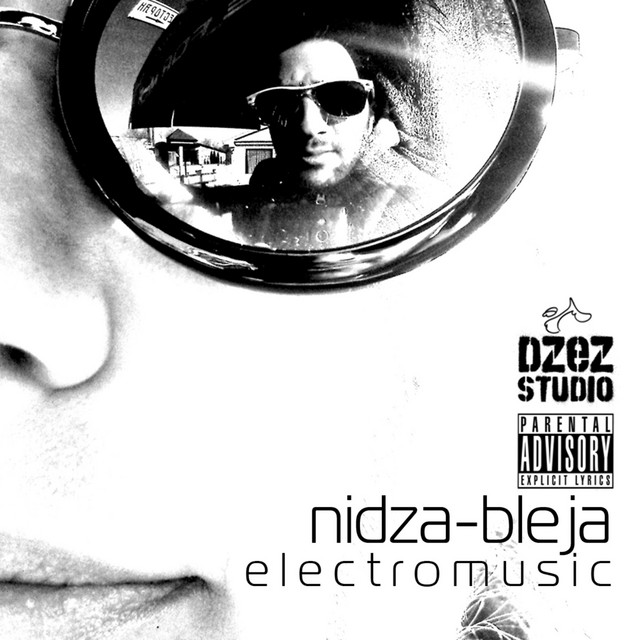 DZEZ
STUDIO
PARENTAL
ADVISORY
EXPLICIT LYRICS
nidza-bleja
electromusic